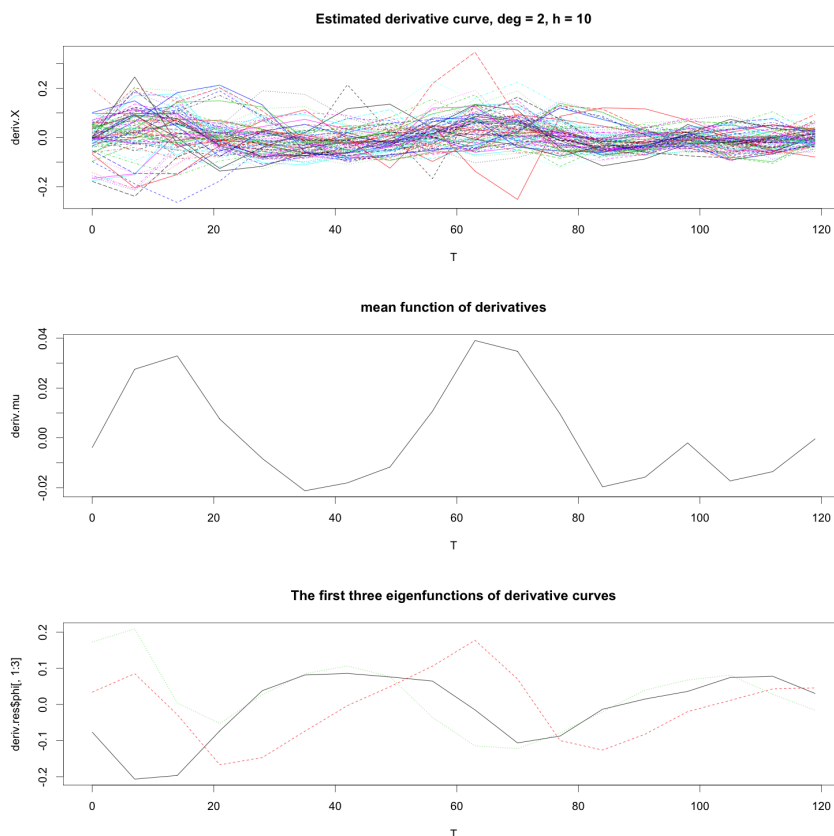 Estimated derivative curve, deg = 2, h = 10
deriv.X
-0.2 0.0 0.2
0 20 40 60 80 100 120
T
mean function of derivatives
deriv.mu
-0.02 0.00 0.02 0.04
0 20 40 60 80 100 120
T
The first three eigenfunctions of derivative curves
deriv.res$phi[, 1:3]
-0.2 -0.1 0.0 0.1 0.2
0 20 40 60 80 100 120
T